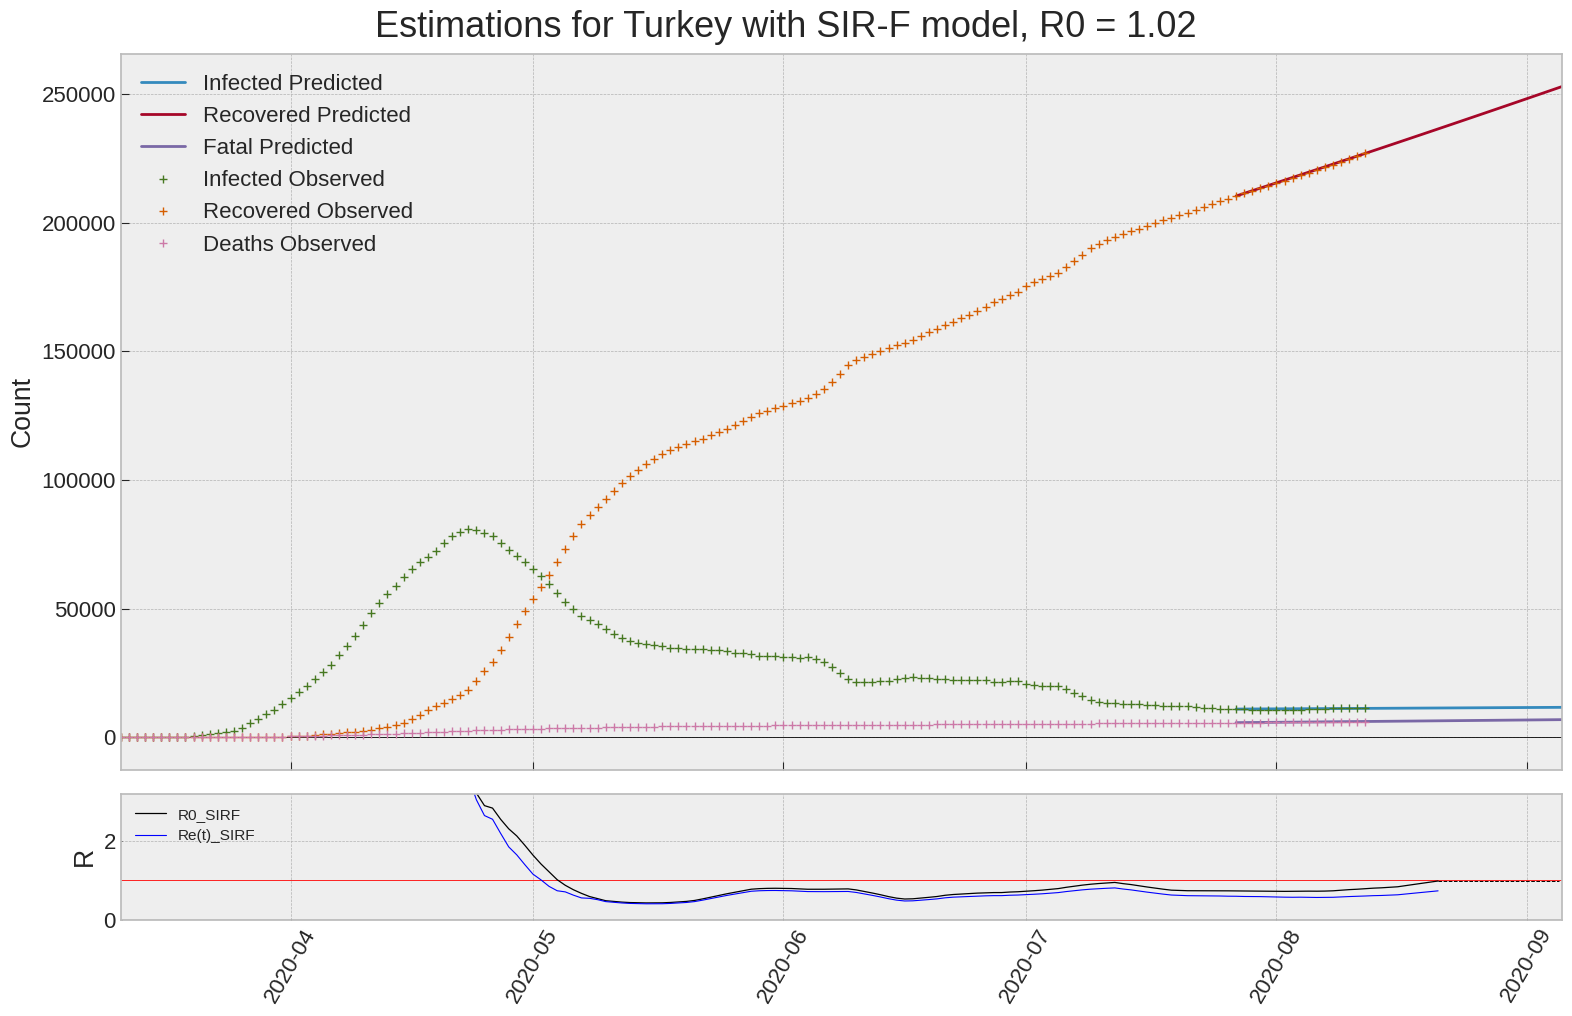 Estimations for Turkey with SIR-F model, R0 = 1.02
Infected Predicted
Recovered Predicted
Fatal Predicted
Infected Observed
Recovered Observed
Deaths Observed
250000
200000
150000
100000
50000
0
Count
R0_SIRF
Re(t)_SIRF
2
0
R
2020-04
2020-05
2020-06
2020-07
2020-08
2020-09